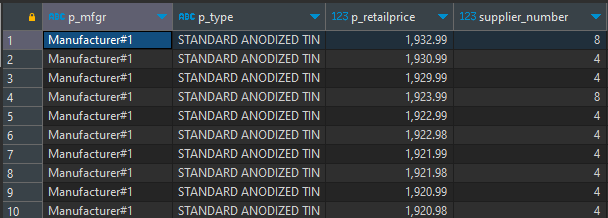 ABC p_mfgr ABC p_type 123 p_retailprice 123 supplier_number
1 Manufacturer#1 STANDARD ANODIZED TIN 1,932.99 8
2 Manufacturer#1 STANDARD ANODIZED TIN 1,930.99 4
3 Manufacturer#1 STANDARD ANODIZED TIN 1,929.99 4
4 Manufacturer#1 STANDARD ANODIZED TIN 1,923.99 8
5 Manufacturer#1 STANDARD ANODIZED TIN 1,922.99 4
6 Manufacturer#1 STANDARD ANODIZED TIN 1,922.98 4
7 Manufacturer#1 STANDARD ANODIZED TIN 1,921.99 4
8 Manufacturer#1 STANDARD ANODIZED TIN 1,921.98 4
9 Manufacturer#1 STANDARD ANODIZED TIN 1,920.99 4
10 Manufacturer#1 STANDARD ANODIZED TIN 1,920.98 4